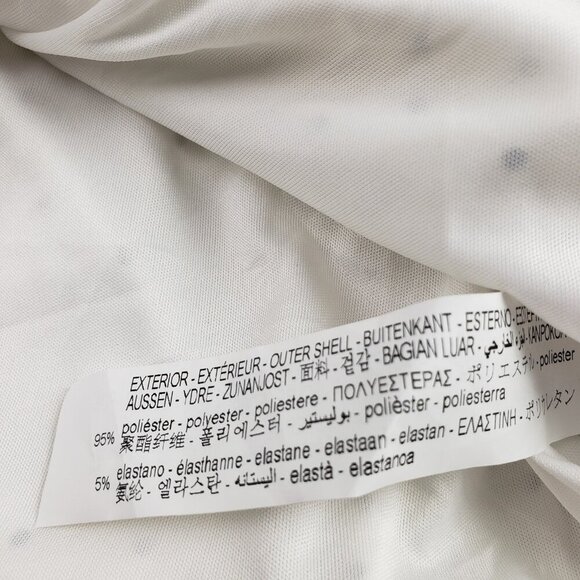 EXTERIOR - EXTÉRIEUR - OUTER SHELL - BUITENKANT - ESTERNO
AUSSEN - YDRE - ZUNANJOST - 面料 - 겉감 - BAGIAN LUAR - الجزء الخارجي
95% poliéster - polyester - poliestere - ΠΟΛΥΕΣΤΕΡΑΣ - ポリエステル - poliester
聚酯纤维 - 폴리에스터 - بوليستير - polièster - poliesterra
5% elastano - élasthanne - elastane - elastaan - elastan - ΕΛΑΣΤΙΝΗ - ポリウレタン
氨纶 - 엘라스탄 - اليستانه - elastà - elastanoa